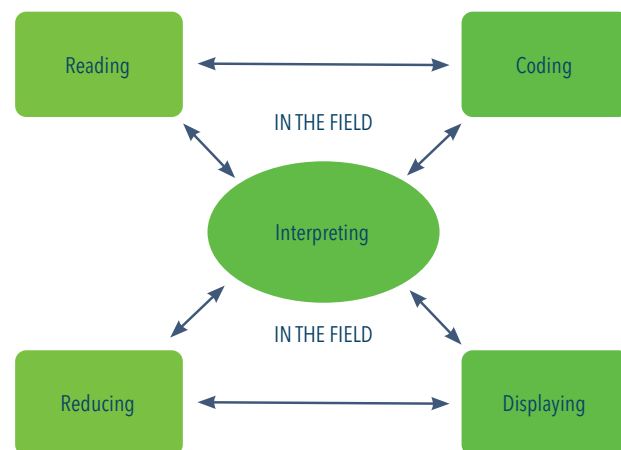 Reading
Coding
IN THE FIELD
Interpreting
IN THE FIELD
Reducing
Displaying